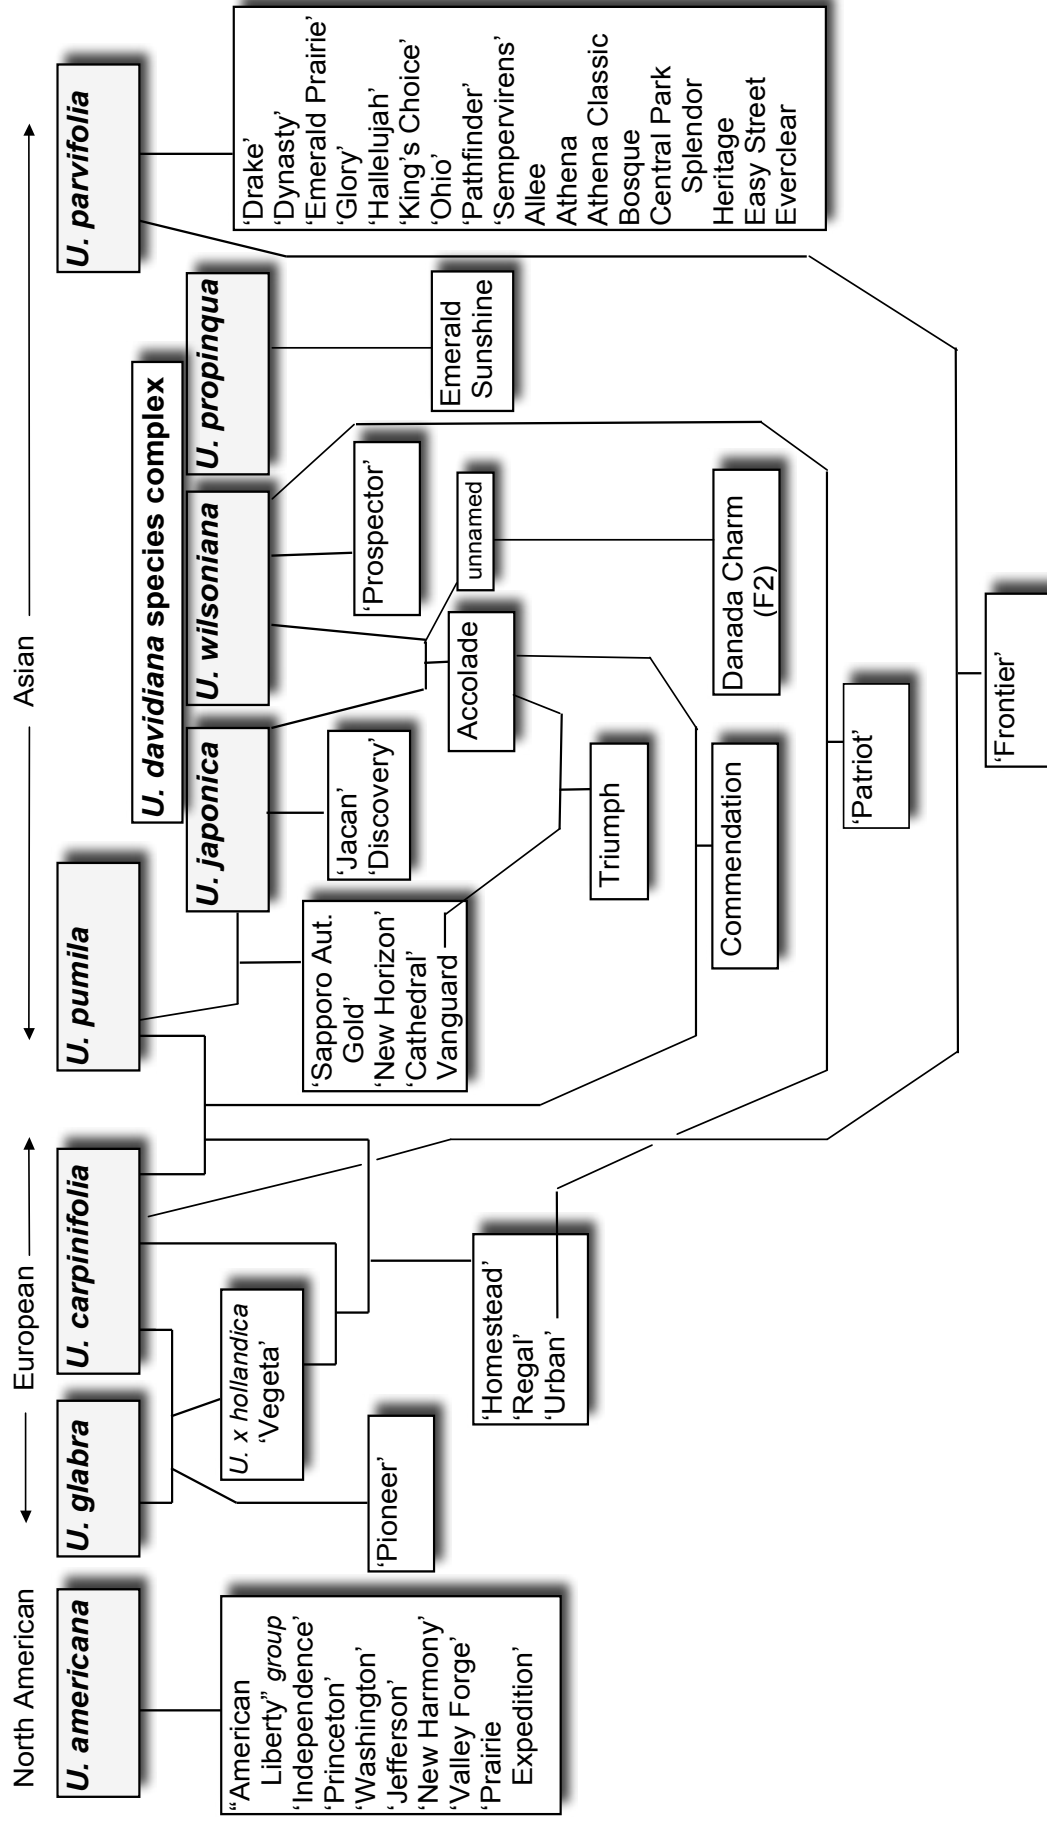 North American
European
Asian
U. americana
U. glabra
U. carpinifolia
U. pumila
U. davidiana species complex
U. japonica
U. wilsoniana
U. propinqua
U. parvifolia
“American
Liberty” group
‘Independence’
‘Princeton’
‘Washington’
‘Jefferson’
‘New Harmony’
‘Valley Forge’
‘Prairie
Expedition’
U. x hollandica
‘Vegeta’
‘Pioneer’
‘Homestead’
‘Regal’
‘Urban’
‘Sapporo Aut.
Gold’
‘New Horizon’
‘Cathedral’
Vanguard
‘Jacan’
‘Discovery’
Accolade
‘Prospector’
unnamed
Emerald
Sunshine
‘Drake’
‘Dynasty’
‘Emerald Prairie’
‘Glory’
‘Hallelujah’
‘King’s Choice’
‘Ohio’
‘Pathfinder’
‘Sempervirens’
Allee
Athena
Athena Classic
Bosque
Central Park
Splendor
Heritage
Easy Street
Everclear
Triumph
Commendation
Danada Charm
(F2)
‘Patriot’
‘Frontier’